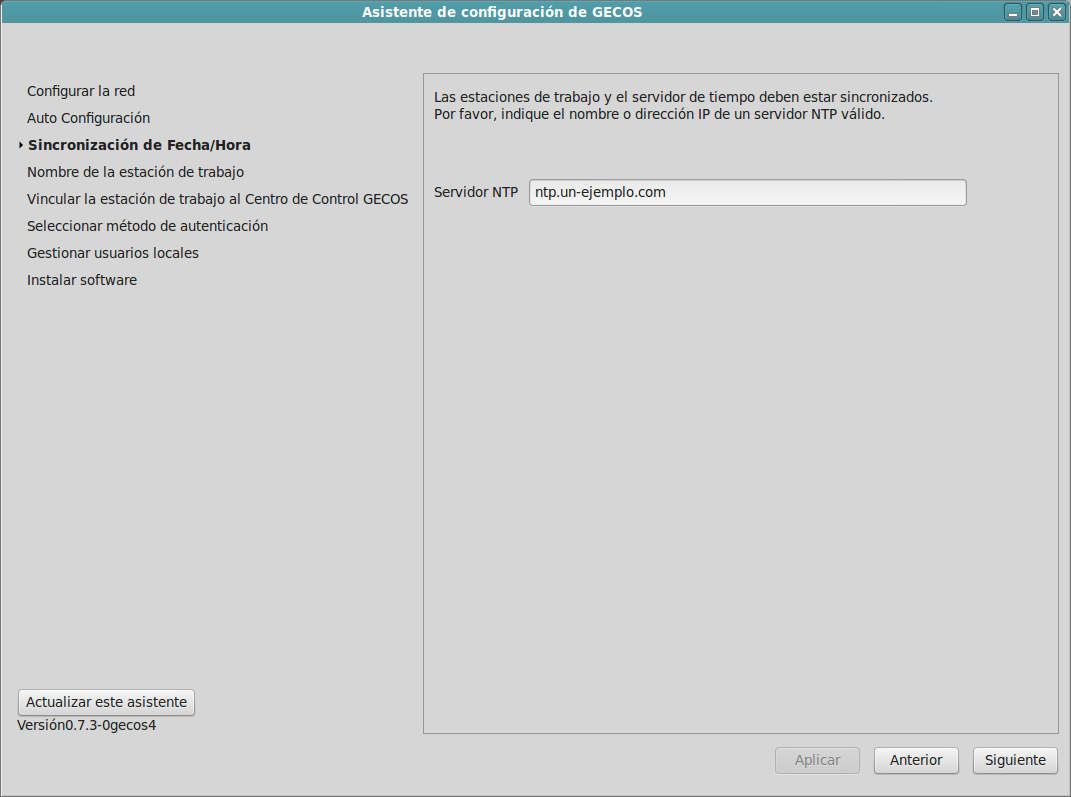 Asistente de configuración de GECOS
Configurar la red
Auto Configuración
Sincronización de Fecha/Hora
Nombre de la estación de trabajo
Vincular la estación de trabajo al Centro de Control GECOS
Seleccionar método de autenticación
Gestionar usuarios locales
Instalar software
Las estaciones de trabajo y el servidor de tiempo deben estar sincronizados.
Por favor, indique el nombre o dirección IP de un servidor NTP válido.
Servidor NTP ntp.un-ejemplo.com
Actualizar este asistente
Versión0.7.3-0gecos4
Aplicar Anterior Siguiente